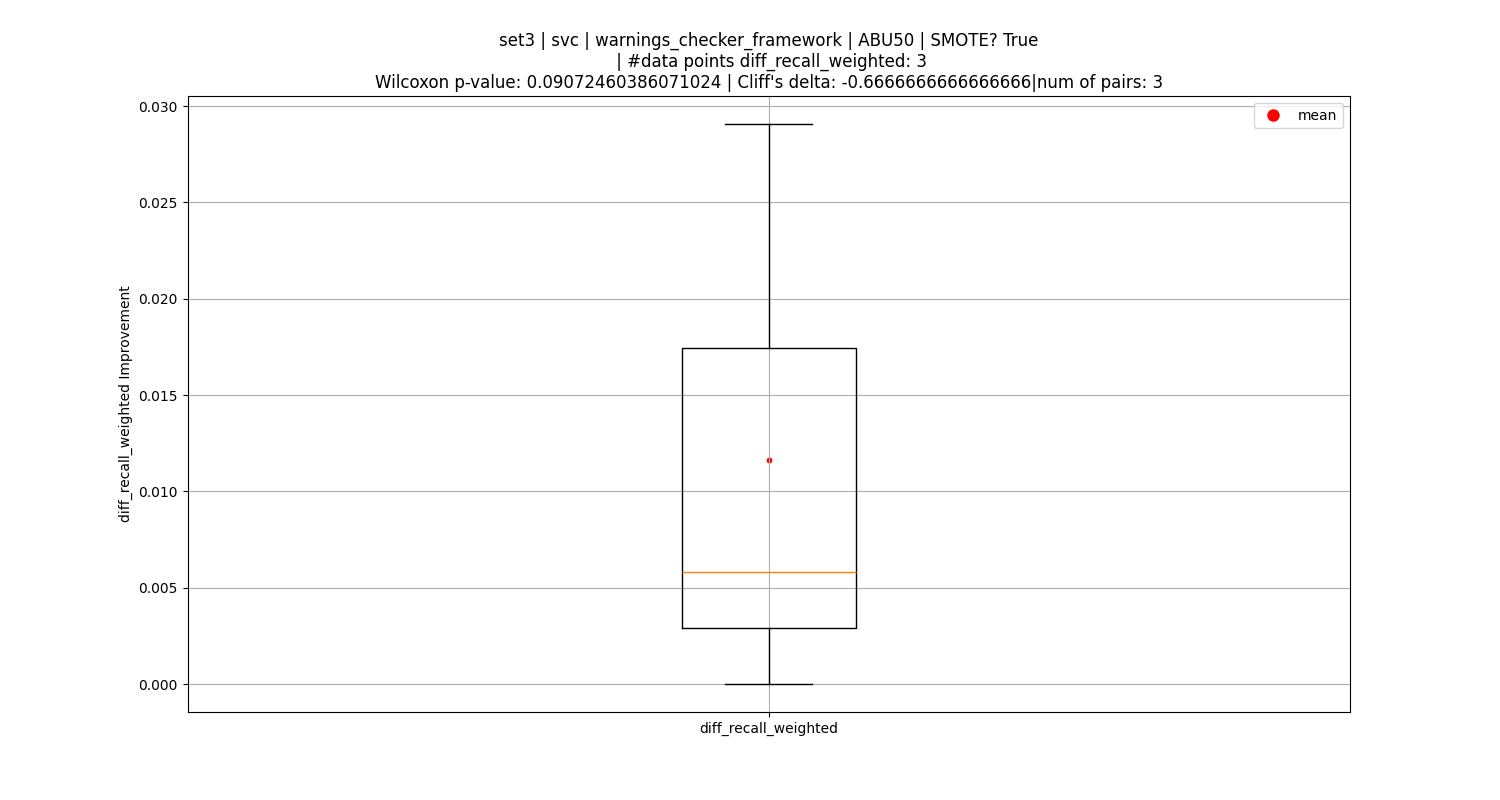 set3 | svc | warnings_checker_framework | ABU50 | SMOTE? True
| #data points diff_recall_weighted: 3
Wilcoxon p-value: 0.09072460386071024 | Cliff's delta: -0.6666666666666666|num of pairs: 3
mean
0.030
0.025
0.020
0.015
0.010
0.005
0.000
diff_recall_weighted Improvement
diff_recall_weighted